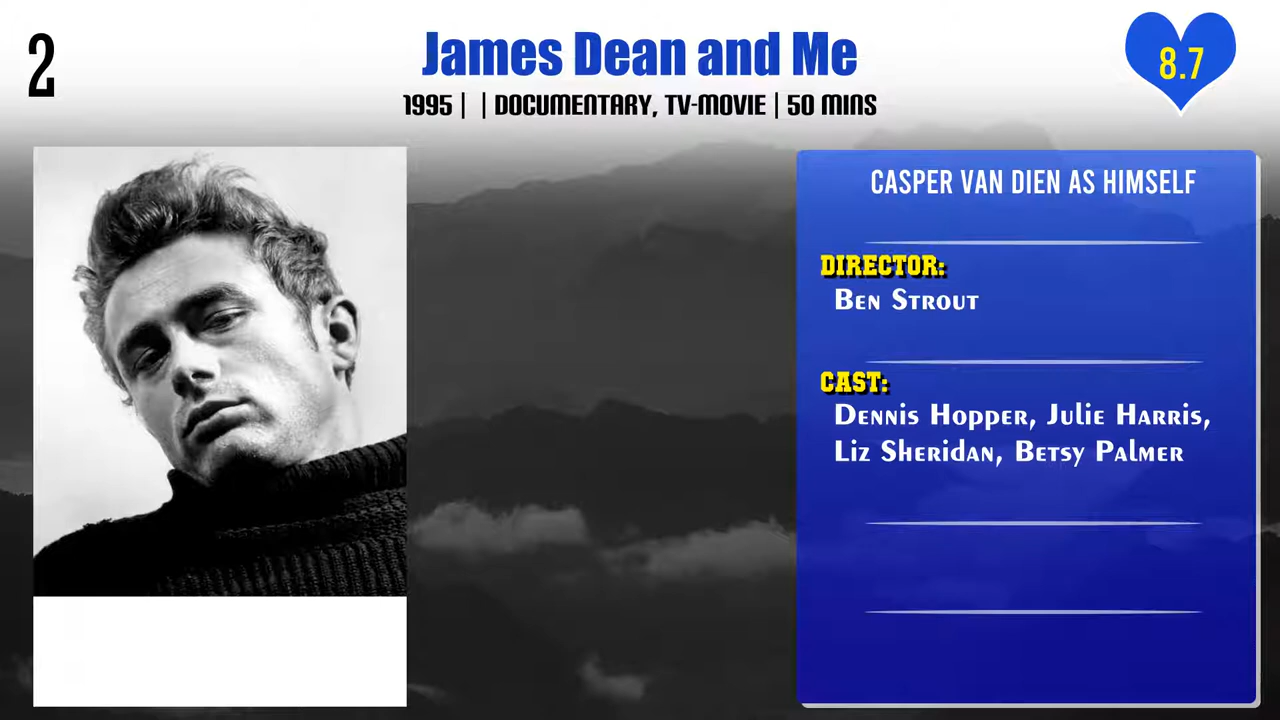 2
James Dean and Me
8.7
1995 | | DOCUMENTARY, TV-MOVIE | 50 MINS
CASPER VAN DIEN AS HIMSELF
DIRECTOR:
Ben Strout
CAST:
Dennis Hopper, Julie Harris,
Liz Sheridan, Betsy Palmer